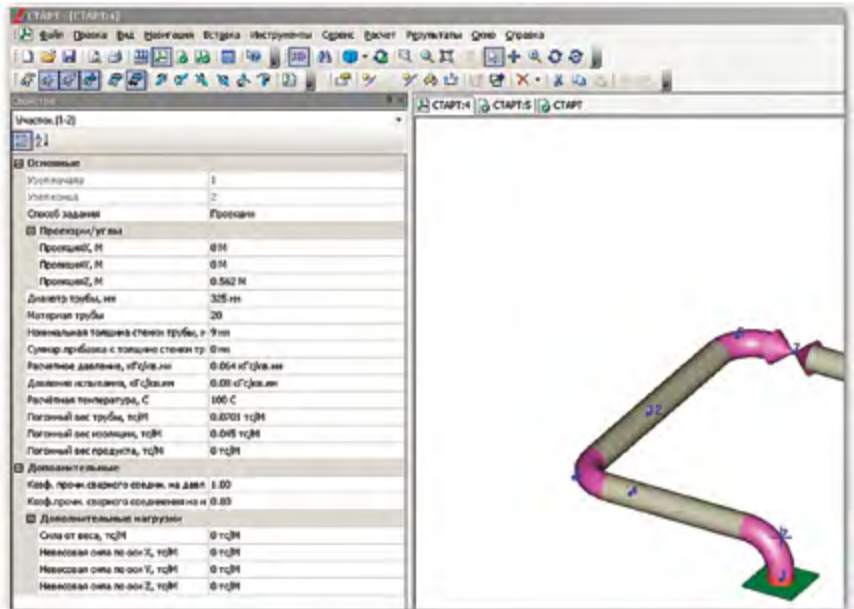 СТАРТ - [СТАРТ:4]
Файл Правка Вид Навигация Вставка Инструменты Сервис Расчет Результаты Окно Справка
3D
СТАРТ:4 СТАРТ:5 СТАРТ
Свойства
Участок (1-2)
Основные
Узел начала 1
Узел конца 2
Способ задания Проекции
Проекции/углы
ПроекцияX, М 0 М
ПроекцияY, М 0 М
ПроекцияZ, М 0.562 М
Диаметр трубы, мм 325 мм
Материал трубы 20
Номинальная толщина стенки трубы, м 9 мм
Суммар.прибавка к толщине стенки тр 0 мм
Расчетное давление, кГс/кв.мм 0.064 кГс/кв.мм
Давление испытания, кГс/кв.мм 0.08 кГс/кв.мм
Расчётная температура, С 100 С
Погонный вес трубы, тс/М 0.0701 тс/М
Погонный вес изоляции, тс/М 0.045 тс/М
Погонный вес продукта, тс/М 0 тс/М
Дополнительные
Коэф. прочн.сварного соедин. на давл 1.00
Коэф.прочн. сварного соединения на и 0.80
Дополнительные нагрузки
Сила от веса, тс/М 0 тс/М
Невесовая сила по оси X, тс/М 0 тс/М
Невесовая сила по оси Y, тс/М 0 тс/М
Невесовая сила по оси Z, тс/М 0 тс/М
12
2